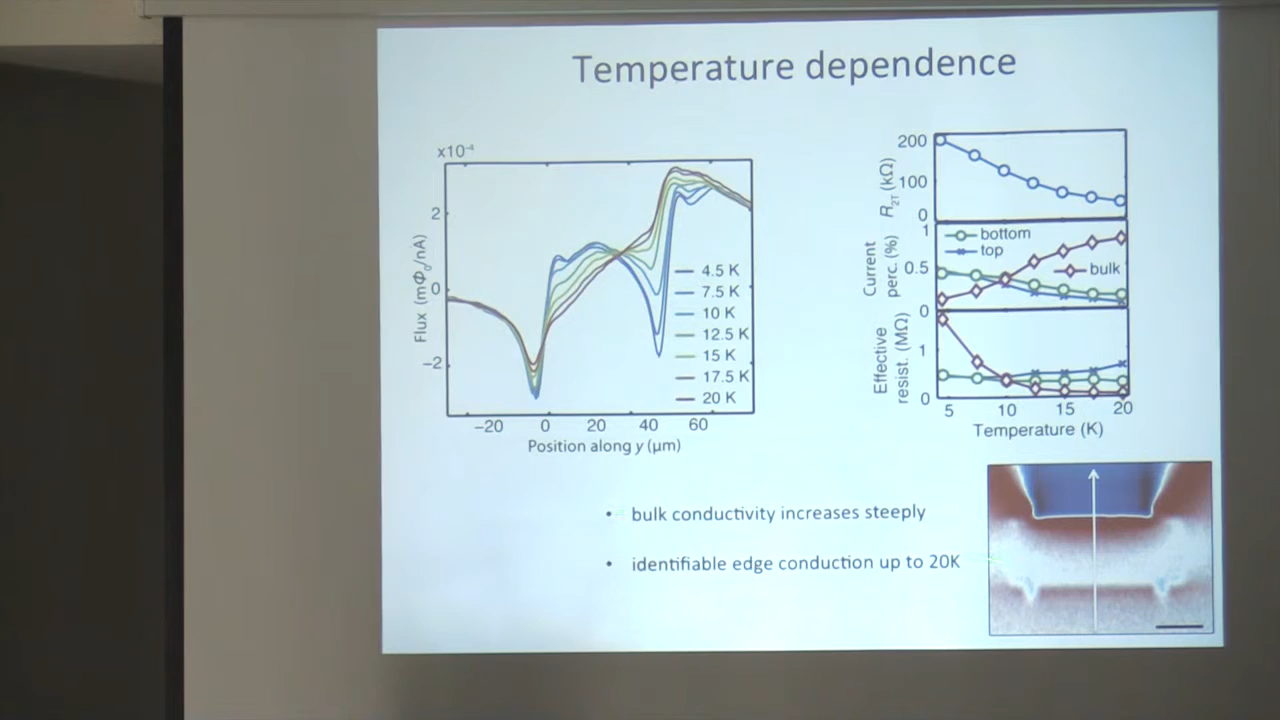 Temperature dependence
x10⁻⁴
2
0
−2
Flux (mΦ₀/nA)
4.5 K
7.5 K
10 K
12.5 K
15 K
17.5 K
20 K
−20 0 20 40 60
Position along y (μm)
200
100
0
R₂T (kΩ)
1
0.5
0
Current
perc. (%)
bottom
top
bulk
1
0
Effective
resist. (MΩ)
5 10 15 20
Temperature (K)
• bulk conductivity increases steeply
• identifiable edge conduction up to 20K